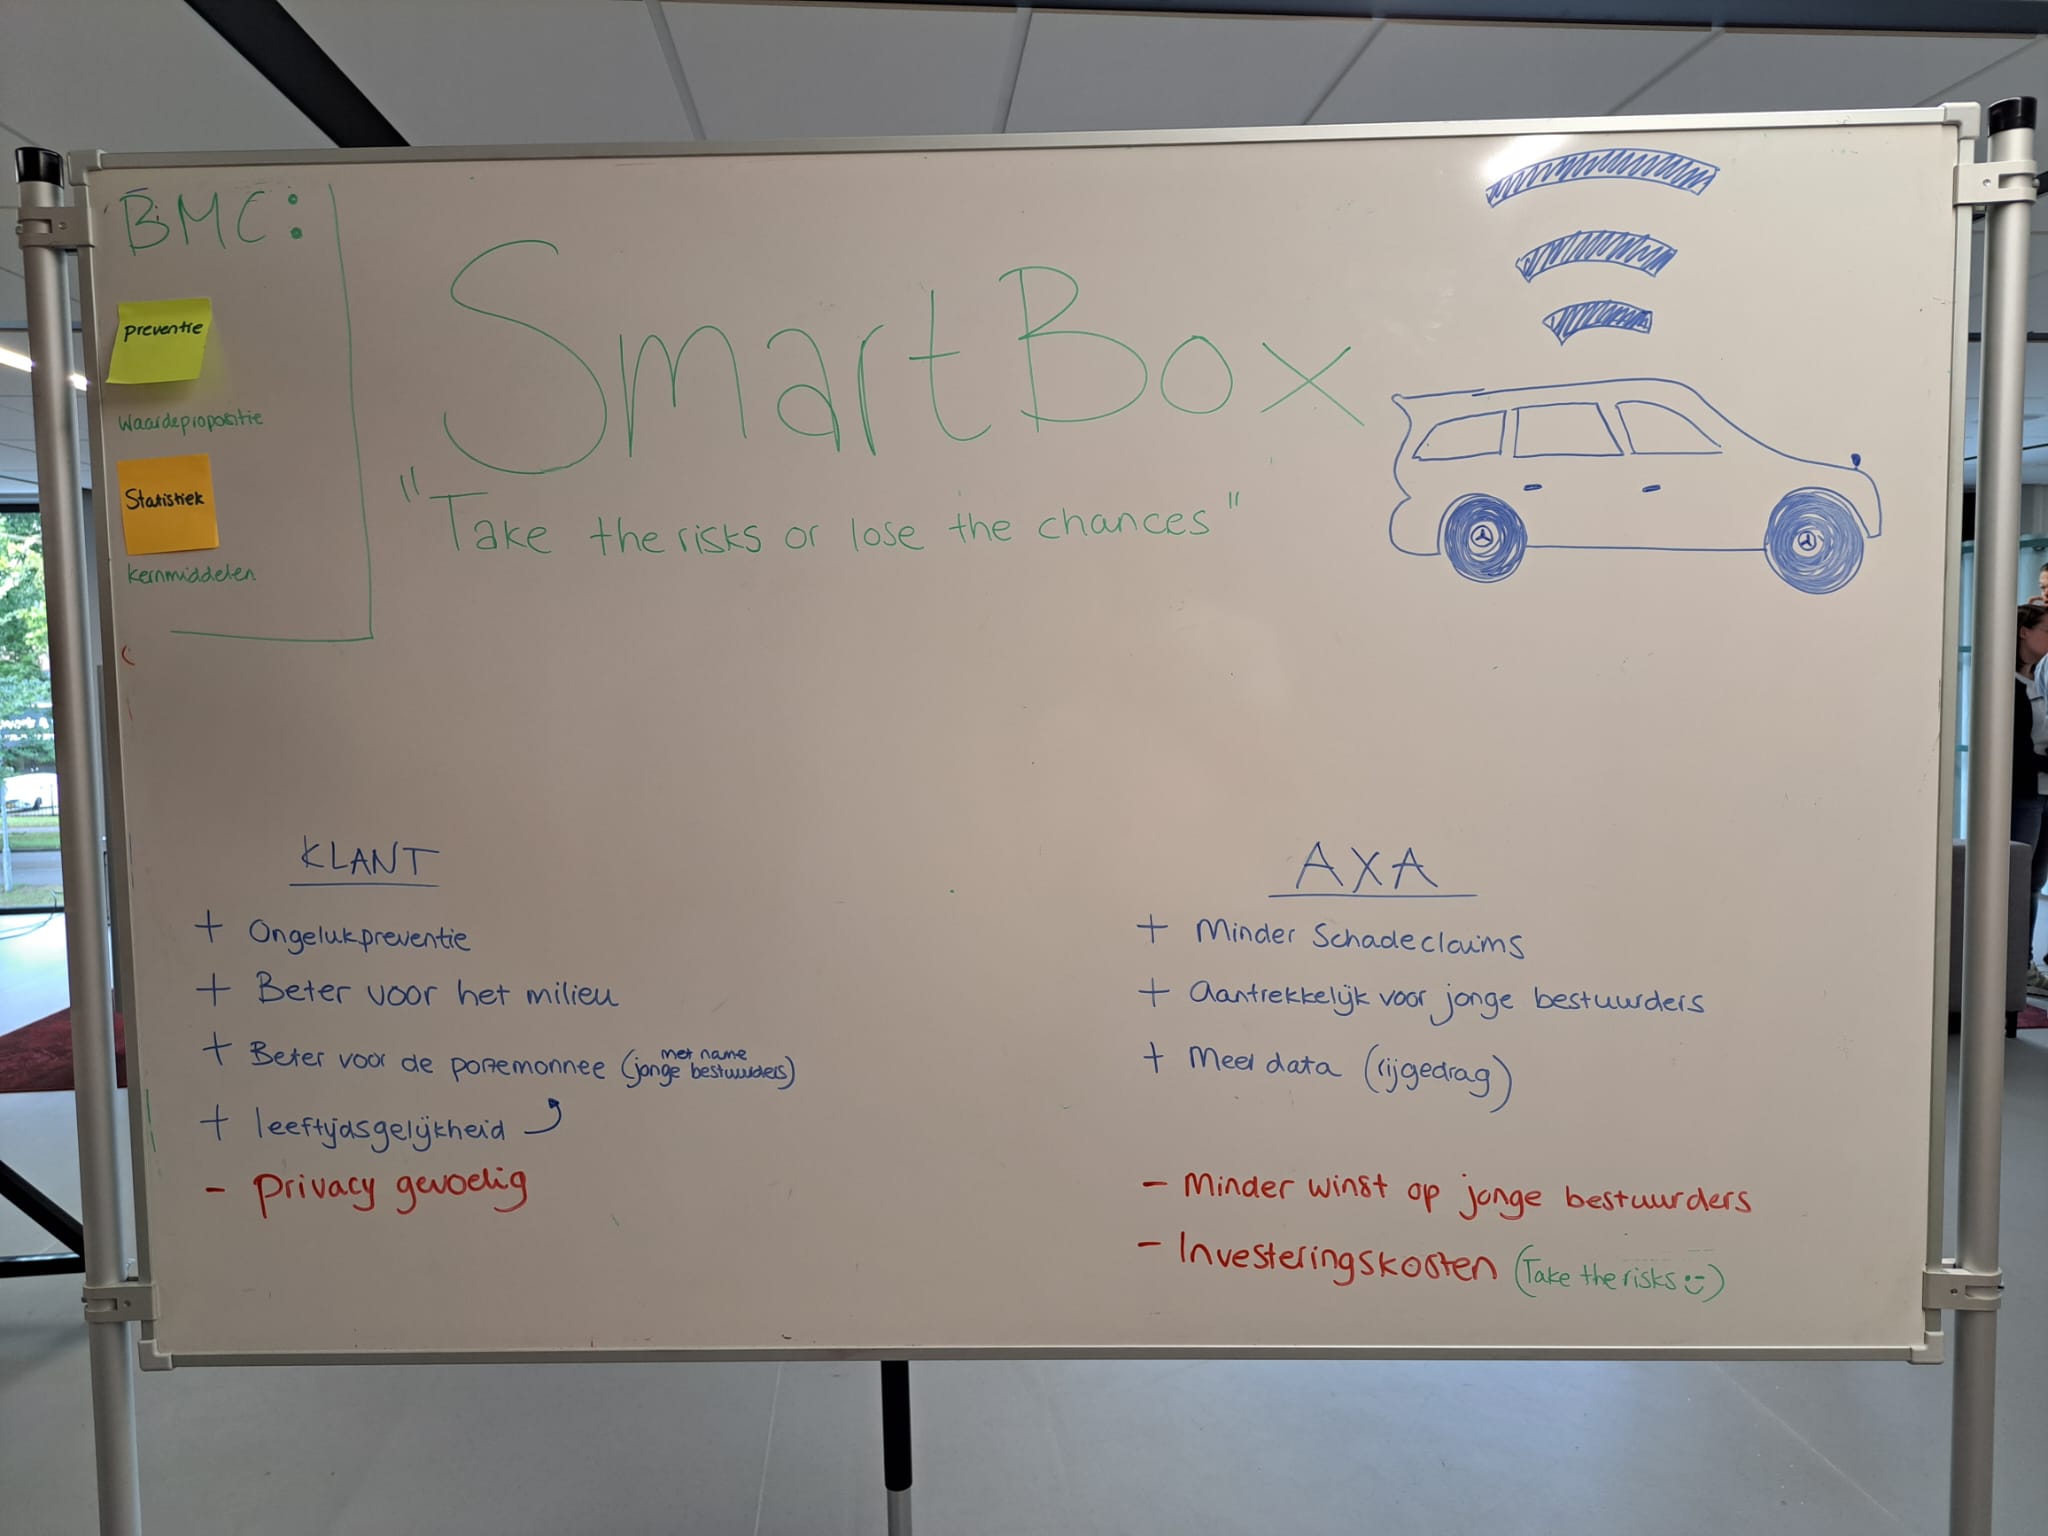 BMC:
preventie
Waardepropositie
Statistiek
kernmiddelen
SmartBox
"Take the risks or lose the chances"
KLANT
+ Ongelukpreventie
+ Beter voor het milieu
+ Beter voor de portemonnee (met name jonge bestuurders)
+ leeftijdsgelijkheid
- privacy gevoelig
AXA
+ Minder Schadeclaims
+ Aantrekkelijk voor jonge bestuurders
+ Meer data (rijgedrag)
- Minder winst op jonge bestuurders
- Investeringskosten (Take the risks :-))